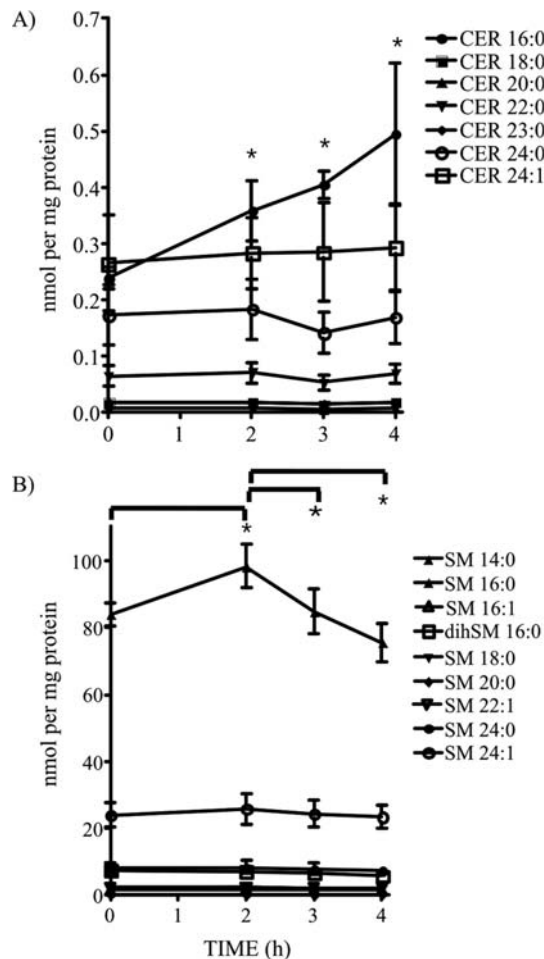 A)
0.7
0.6
0.5
0.4
0.3
0.2
0.1
0.0
nmol per mg protein
0 1 2 3 4
* * *
CER 16:0
CER 18:0
CER 20:0
CER 22:0
CER 23:0
CER 24:0
CER 24:1
B)
* * *
100
80
60
40
20
0
nmol per mg protein
0 1 2 3 4
TIME (h)
SM 14:0
SM 16:0
SM 16:1
dihSM 16:0
SM 18:0
SM 20:0
SM 22:1
SM 24:0
SM 24:1